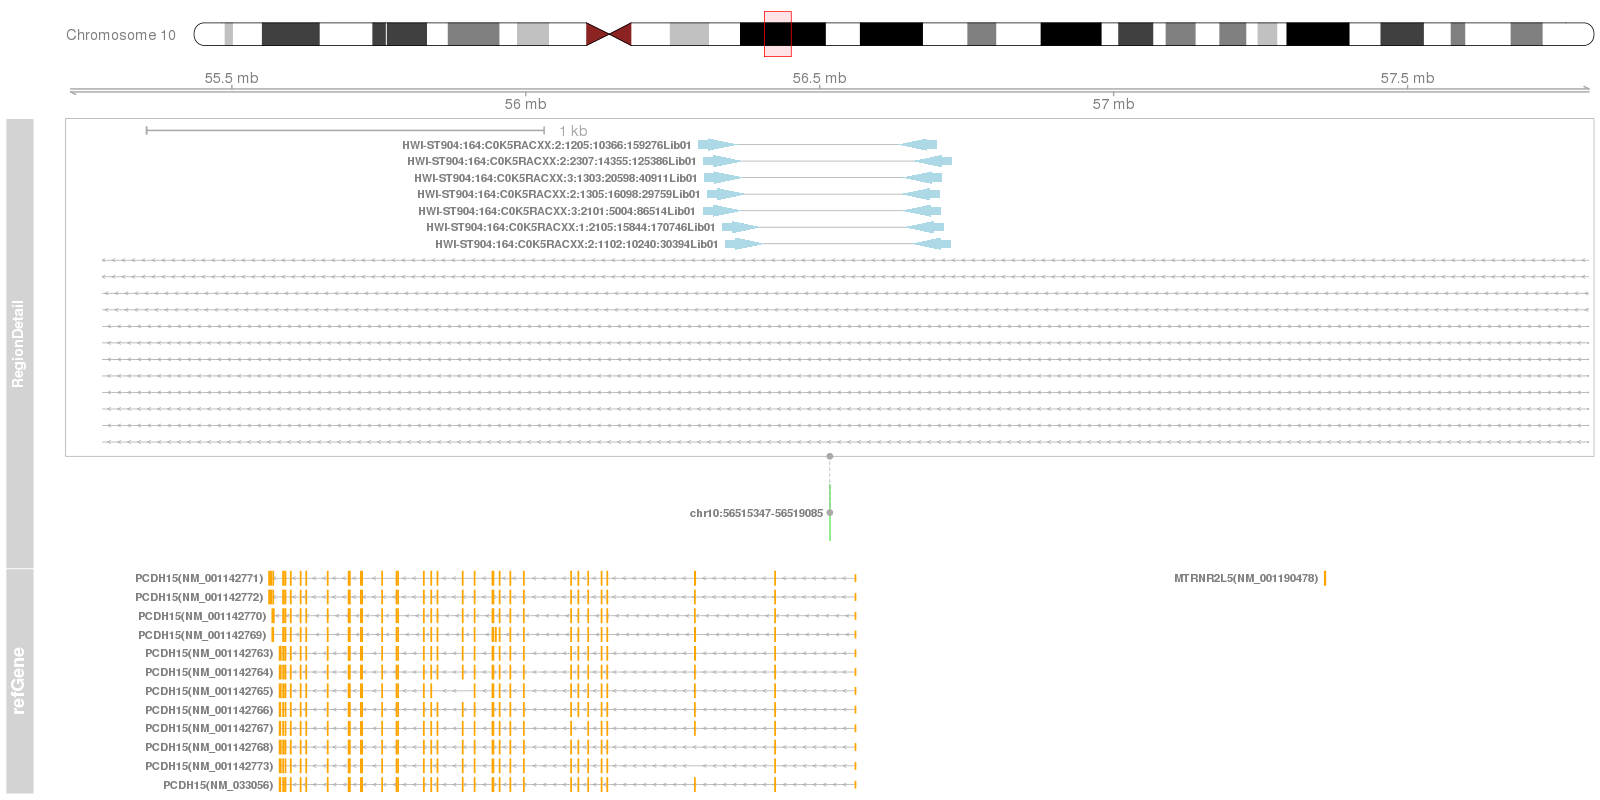 Chromosome 10
55.5 mb
56.5 mb
57.5 mb
56 mb
57 mb
RegionDetail
1 kb
HWI-ST904:164:C0K5RACXX:2:1205:10366:159276Lib01
HWI-ST904:164:C0K5RACXX:2:2307:14355:125386Lib01
HWI-ST904:164:C0K5RACXX:3:1303:20598:40911Lib01
HWI-ST904:164:C0K5RACXX:2:1305:16098:29759Lib01
HWI-ST904:164:C0K5RACXX:3:2101:5004:86514Lib01
HWI-ST904:164:C0K5RACXX:1:2105:15844:170746Lib01
HWI-ST904:164:C0K5RACXX:2:1102:10240:30394Lib01
chr10:56515347-56519085
refGene
PCDH15(NM_001142771)
MTRNR2L5(NM_001190478)
PCDH15(NM_001142772)
PCDH15(NM_001142770)
PCDH15(NM_001142769)
PCDH15(NM_001142763)
PCDH15(NM_001142764)
PCDH15(NM_001142765)
PCDH15(NM_001142766)
PCDH15(NM_001142767)
PCDH15(NM_001142768)
PCDH15(NM_001142773)
PCDH15(NM_033056)